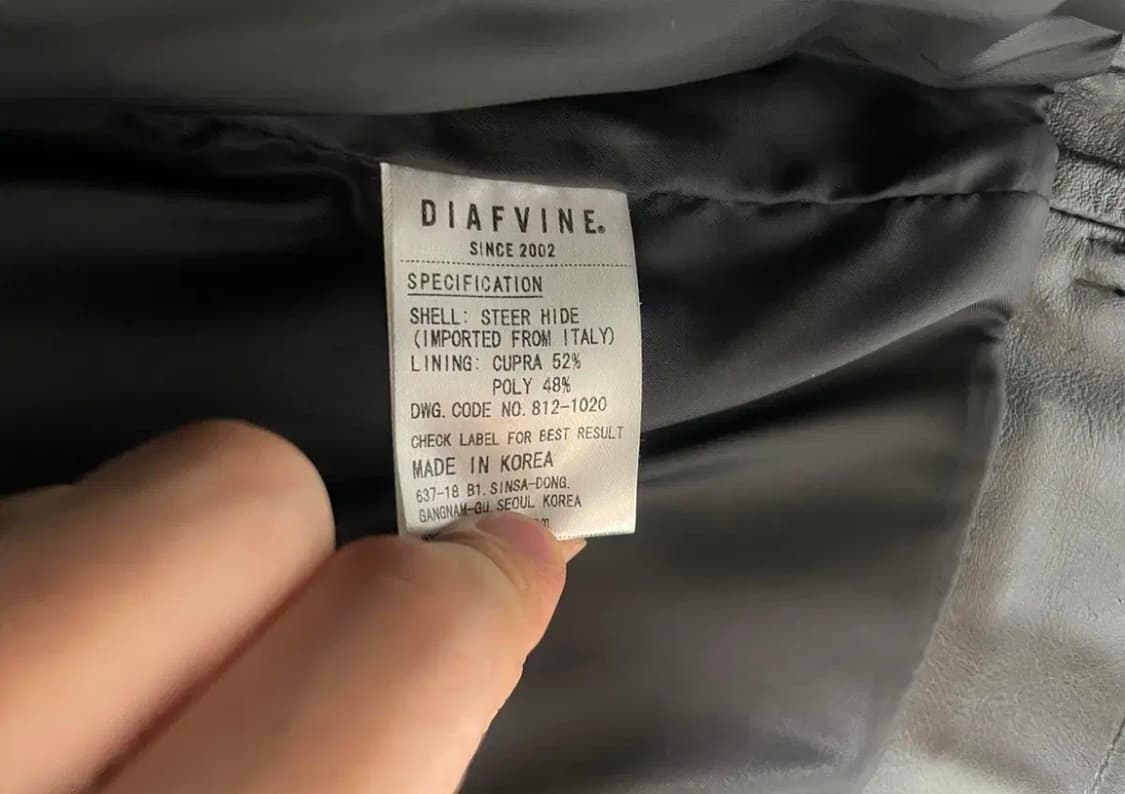 DIAFVINE®
SINCE 2002
SPECIFICATION
SHELL: STEER HIDE
(IMPORTED FROM ITALY)
LINING: CUPRA 52%
POLY 48%
DWG. CODE NO. 812-1020
CHECK LABEL FOR BEST RESULT
MADE IN KOREA
637-18 B1. SINSA-DONG,
GANGNAM-GU, SEOUL KOREA